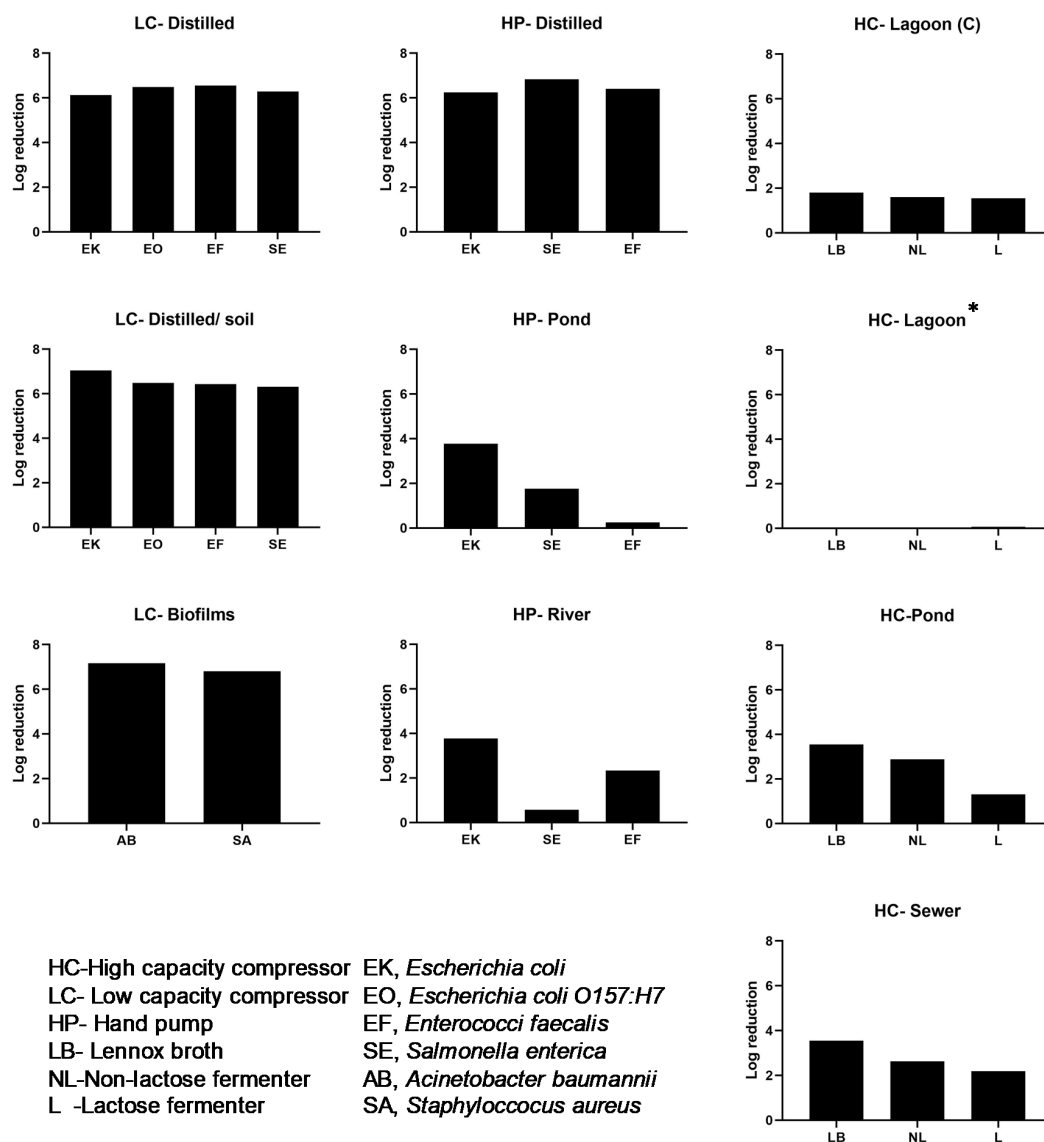 LC- Distilled
Log reduction
8
6
4
2
0
EK EO EF SE
HP- Distilled
Log reduction
8
6
4
2
0
EK SE EF
HC- Lagoon (C)
Log reduction
8
6
4
2
0
LB NL L
LC- Distilled/ soil
Log reduction
8
6
4
2
0
EK EO EF SE
HP- Pond
Log reduction
8
6
4
2
0
EK SE EF
HC- Lagoon*
Log reduction
8
6
4
2
0
LB NL L
LC- Biofilms
Log reduction
8
6
4
2
0
AB SA
HP- River
Log reduction
8
6
4
2
0
EK SE EF
HC-Pond
Log reduction
8
6
4
2
0
LB NL L
HC- Sewer
Log reduction
8
6
4
2
0
LB NL L
HC-High capacity compressor EK, Escherichia coli
LC- Low capacity compressor EO, Escherichia coli O157:H7
HP- Hand pump EF, Enterococci faecalis
LB- Lennox broth SE, Salmonella enterica
NL-Non-lactose fermenter AB, Acinetobacter baumannii
L -Lactose fermenter SA, Staphyloccocus aureus